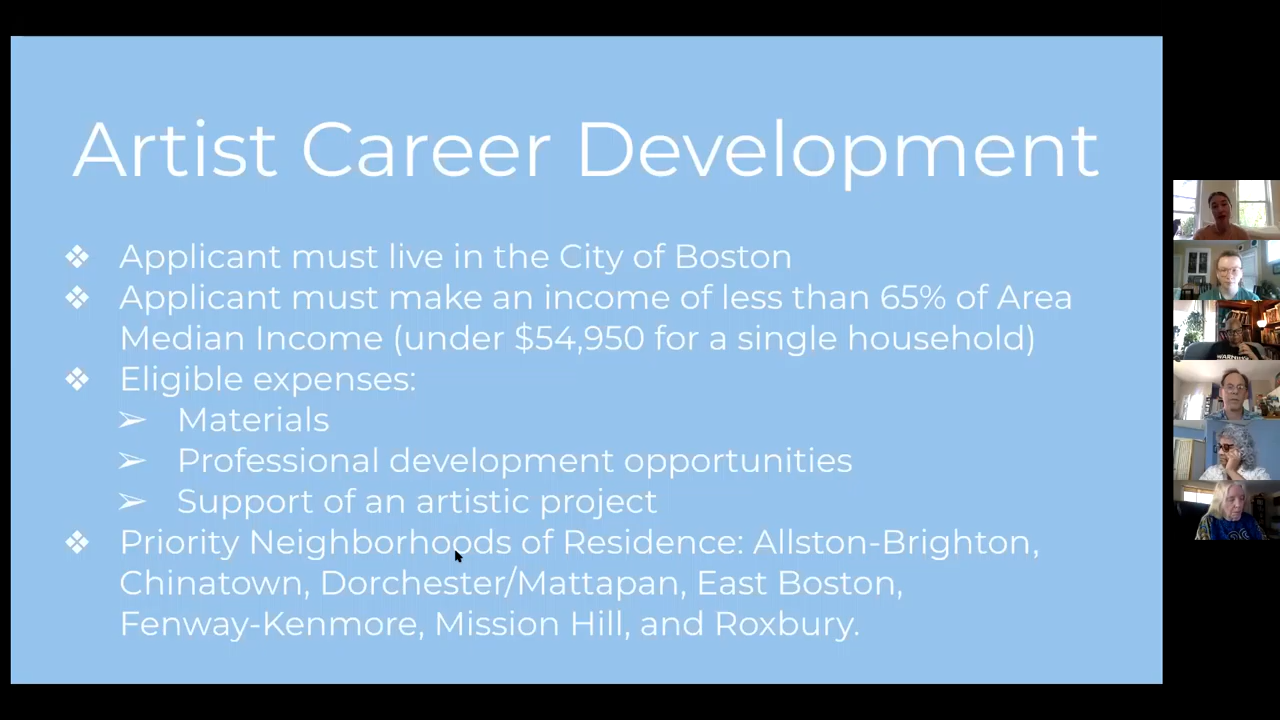 Artist Career Development
❖ Applicant must live in the City of Boston
❖ Applicant must make an income of less than 65% of Area
Median Income (under $54,950 for a single household)
❖ Eligible expenses:
➢ Materials
➢ Professional development opportunities
➢ Support of an artistic project
❖ Priority Neighborhoods of Residence: Allston-Brighton,
Chinatown, Dorchester/Mattapan, East Boston,
Fenway-Kenmore, Mission Hill, and Roxbury.